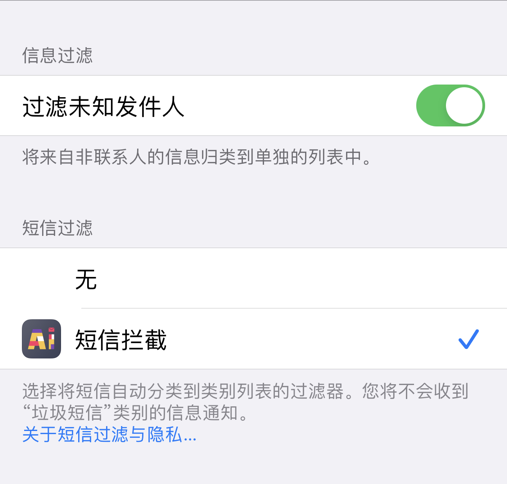 信息过滤
过滤未知发件人
将来自非联系人的信息归类到单独的列表中。
短信过滤
无
Ai
短信拦截
选择将短信自动分类到类别列表的过滤器。您将不会收到
“垃圾短信”类别的信息通知。
关于短信过滤与隐私...